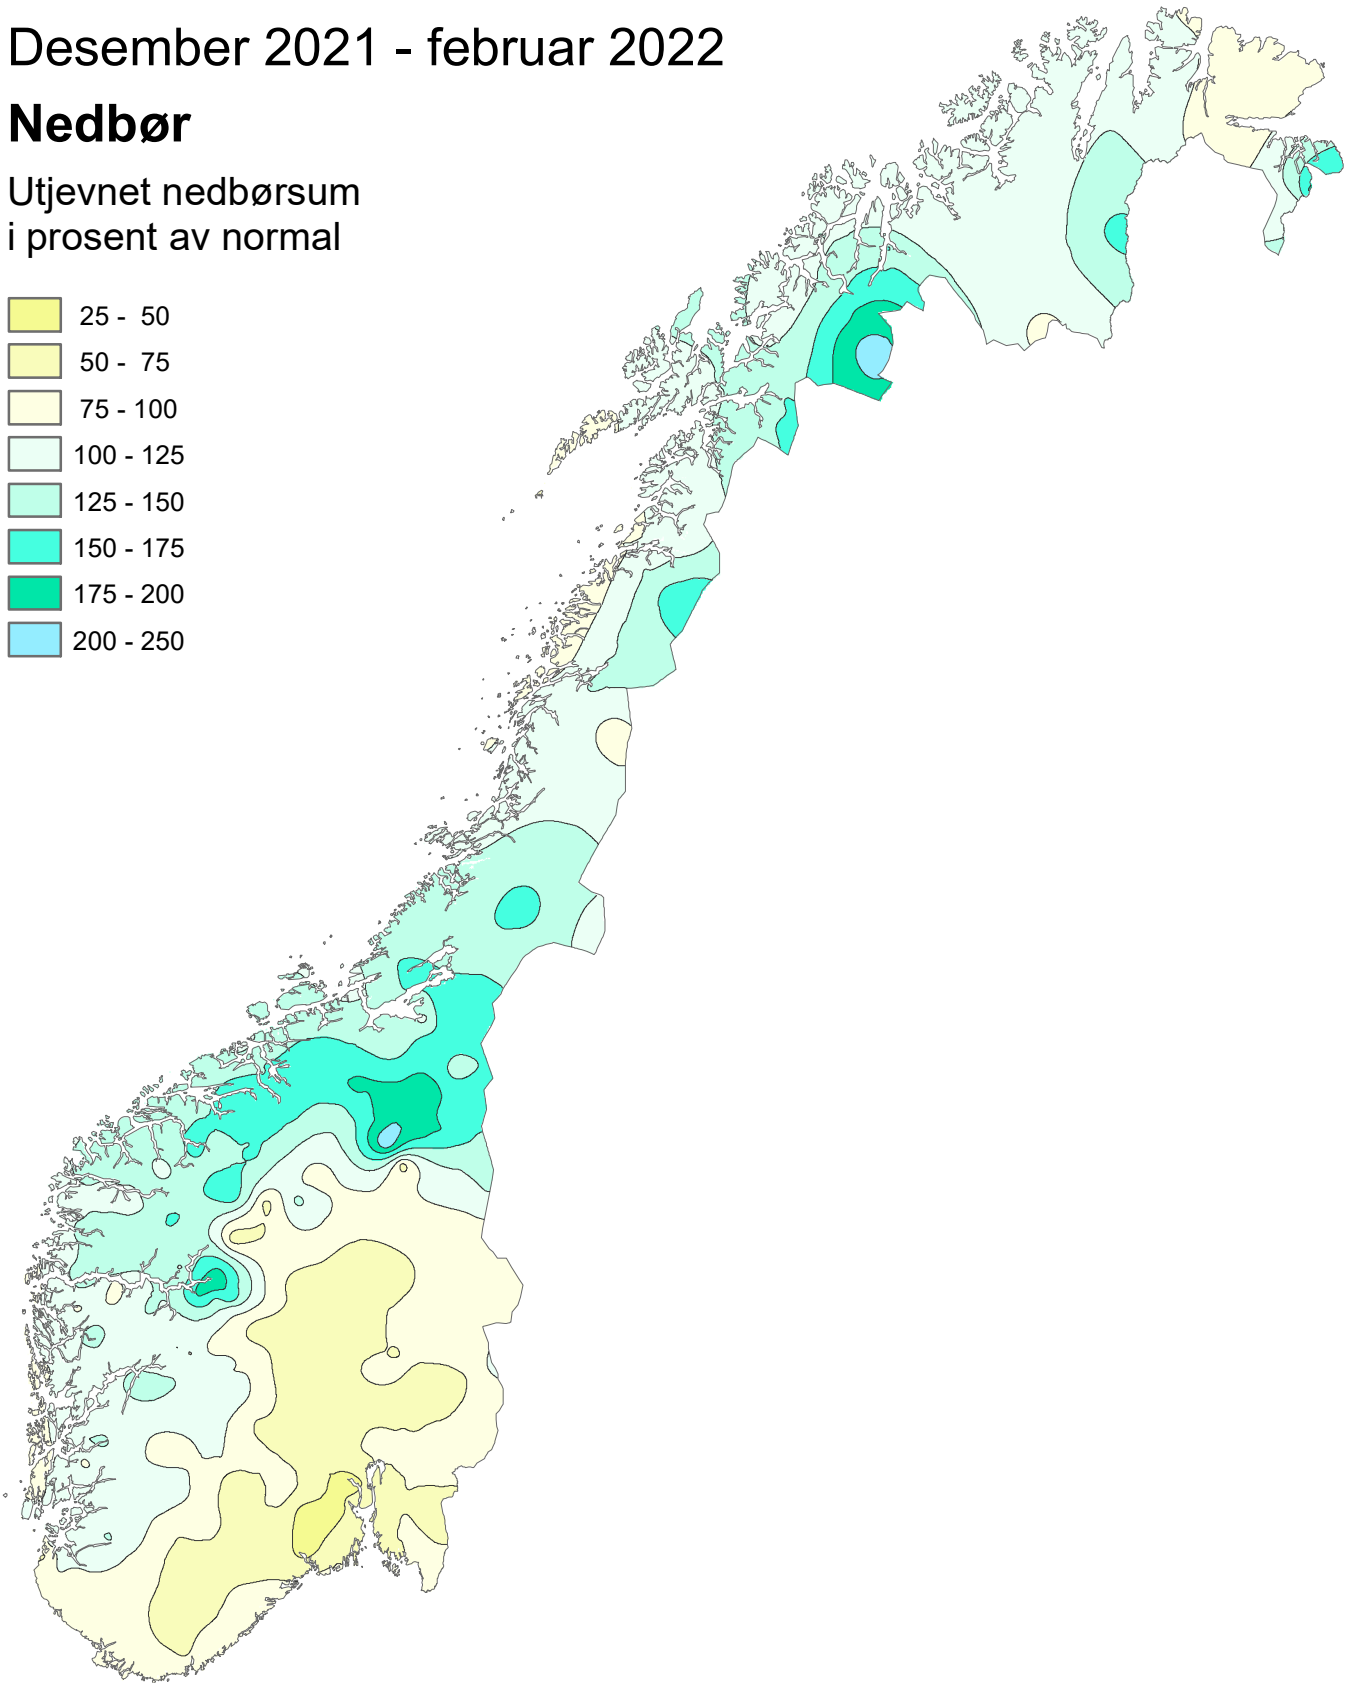 Desember 2021 - februar 2022
Nedbør
Utjevnet nedbørsum
i prosent av normal
25 - 50
50 - 75
75 - 100
100 - 125
125 - 150
150 - 175
175 - 200
200 - 250